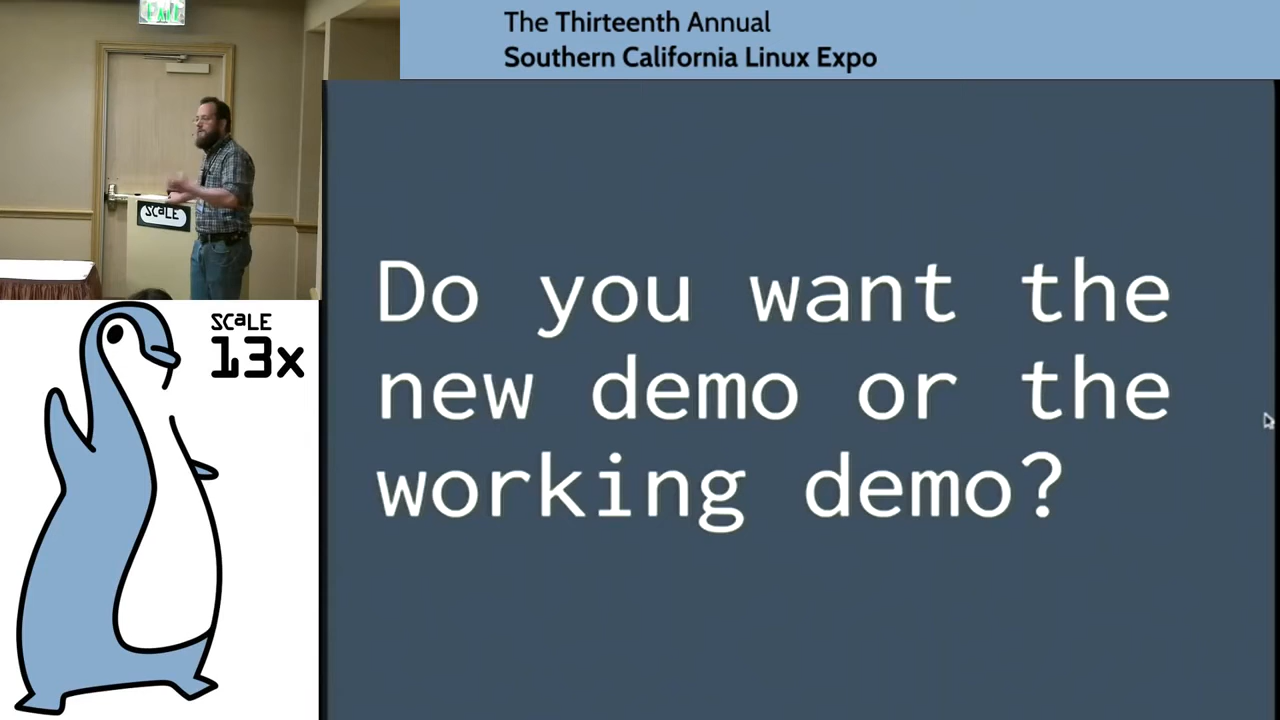 The Thirteenth Annual
Southern California Linux Expo
SCaLE
SCaLE
13x
Do you want the
new demo or the
working demo?